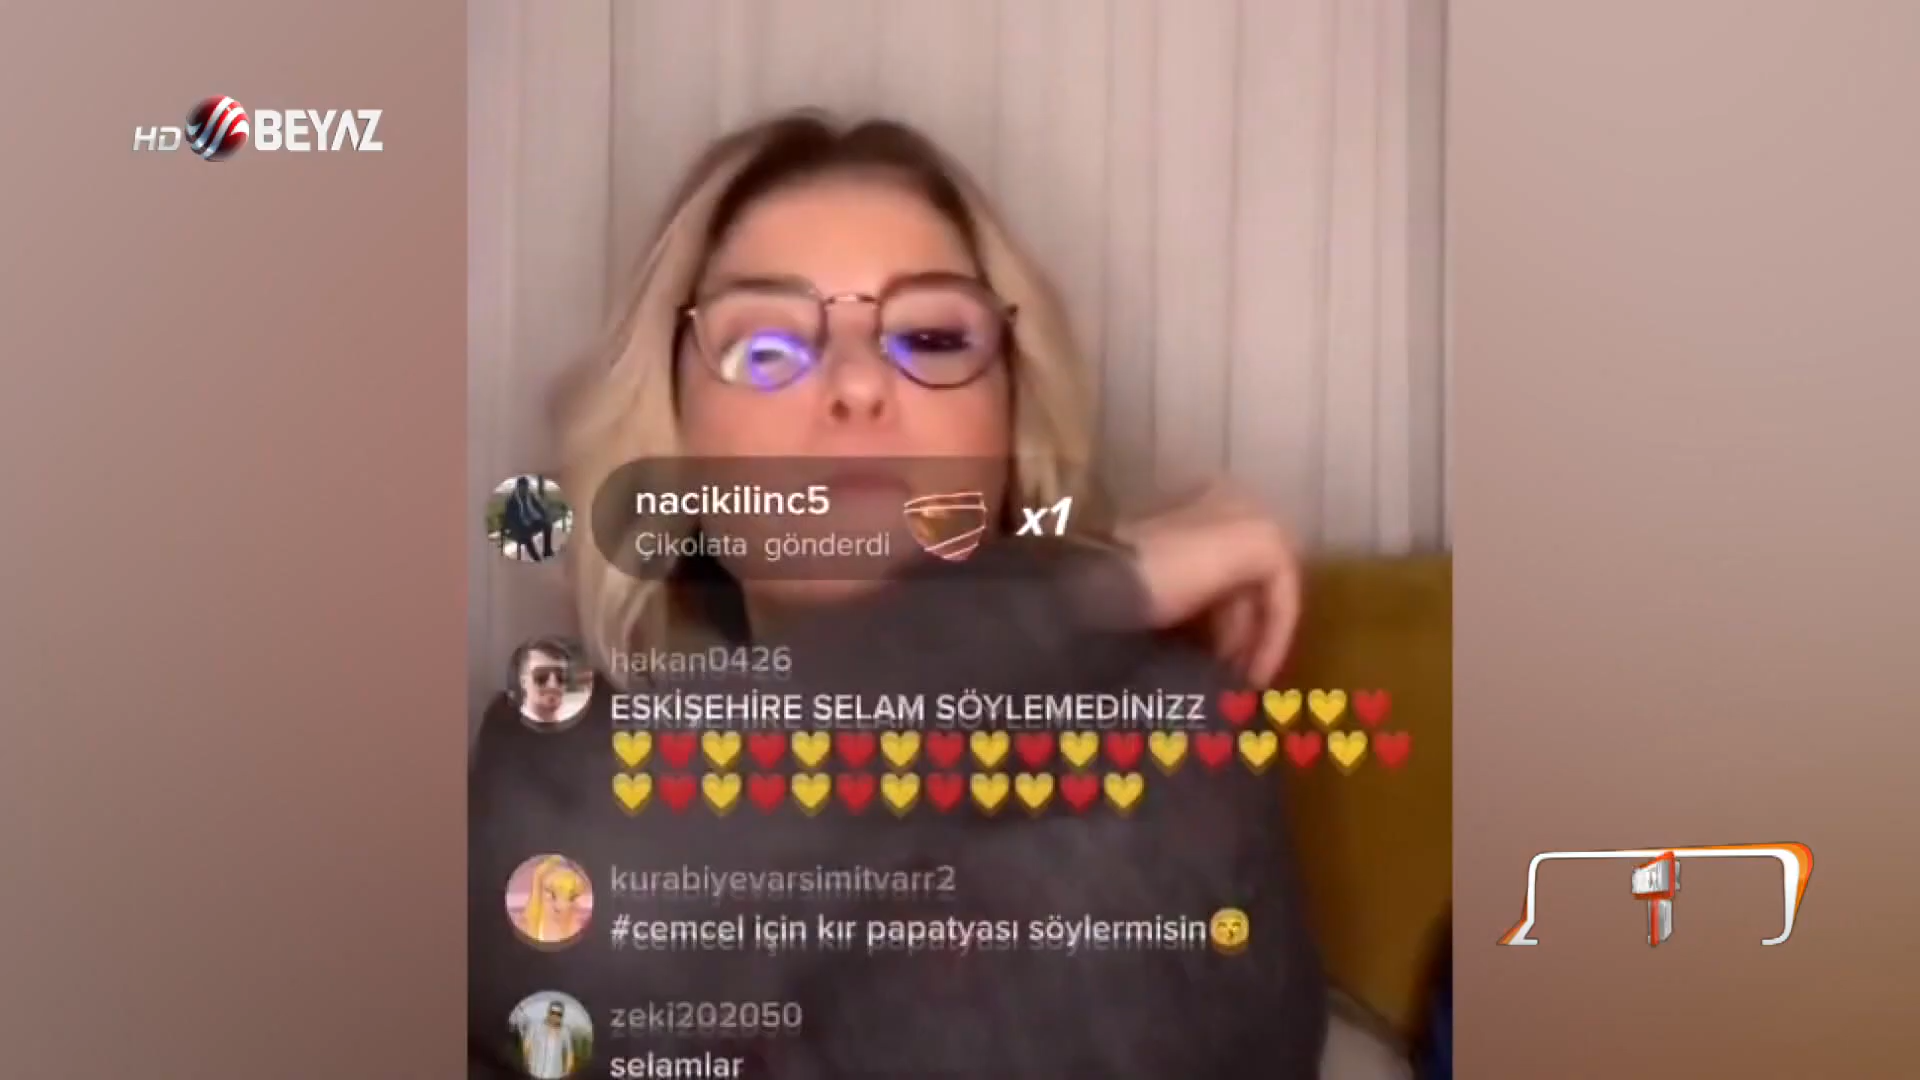 HD BEYAZ
nacikilinc5
Çikolata gönderdi
x1
hakan0426
ESKİŞEHİRE SELAM SÖYLEMEDİNİZZ ❤️💛💛❤️
💛❤️💛❤️💛❤️💛❤️💛❤️💛❤️💛❤️💛❤️💛❤️
💛❤️💛❤️💛❤️💛❤️💛💛❤️💛
kurabiyevarsimitvarr2
#cemcel için kır papatyası söylermisin😚
zeki202050
selamlar